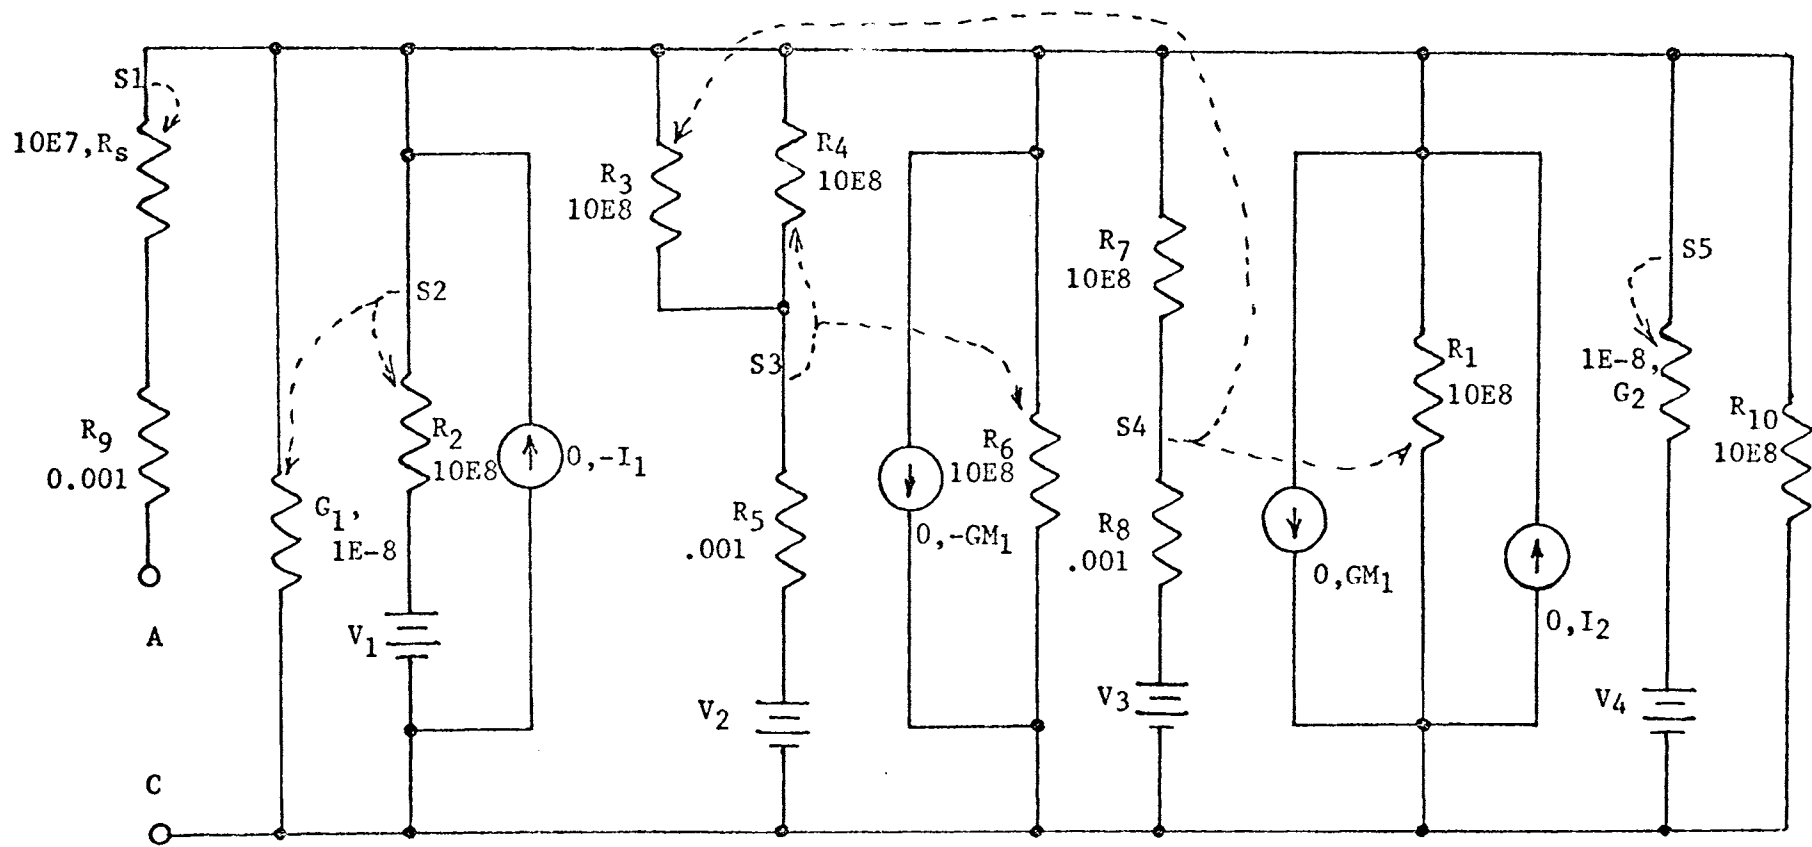 S1
10E7,Rs
R9
0.001
A
C
G1,
1E-8
S2
R2
10E8
0,-I1
V1
R3
10E8
R4
10E8
S3
R5
.001
V2
0,-GM1
R6
10E8
R7
10E8
S4
R8
.001
V3
R1
10E8
0,GM1
0,I2
S5
1E-8,
G2
V4
R10
10E8